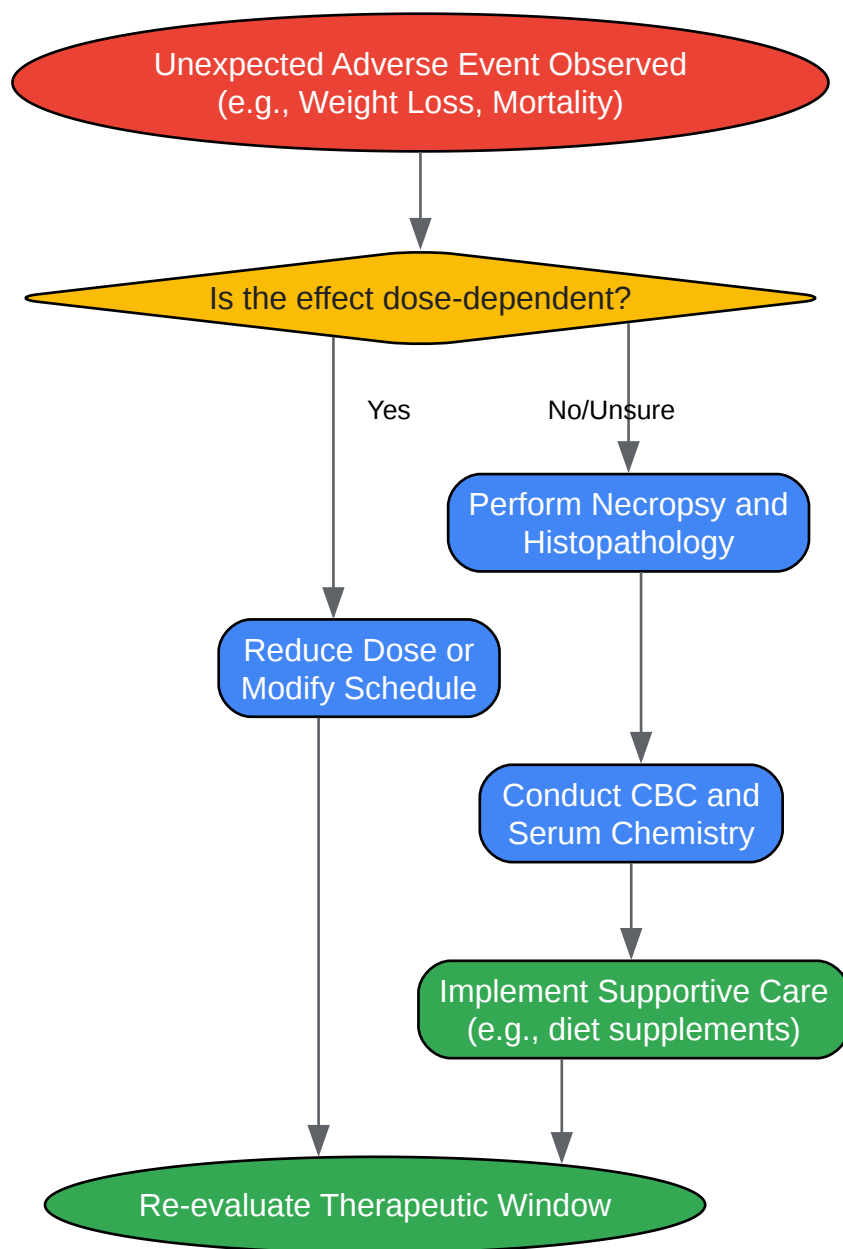 Unexpected Adverse Event Observed
(e.g., Weight Loss, Mortality)
Is the effect dose-dependent?
Yes
No/Unsure
Perform Necropsy and
Histopathology
Reduce Dose or
Modify Schedule
Conduct CBC and
Serum Chemistry
Implement Supportive Care
(e.g., diet supplements)
Re-evaluate Therapeutic Window